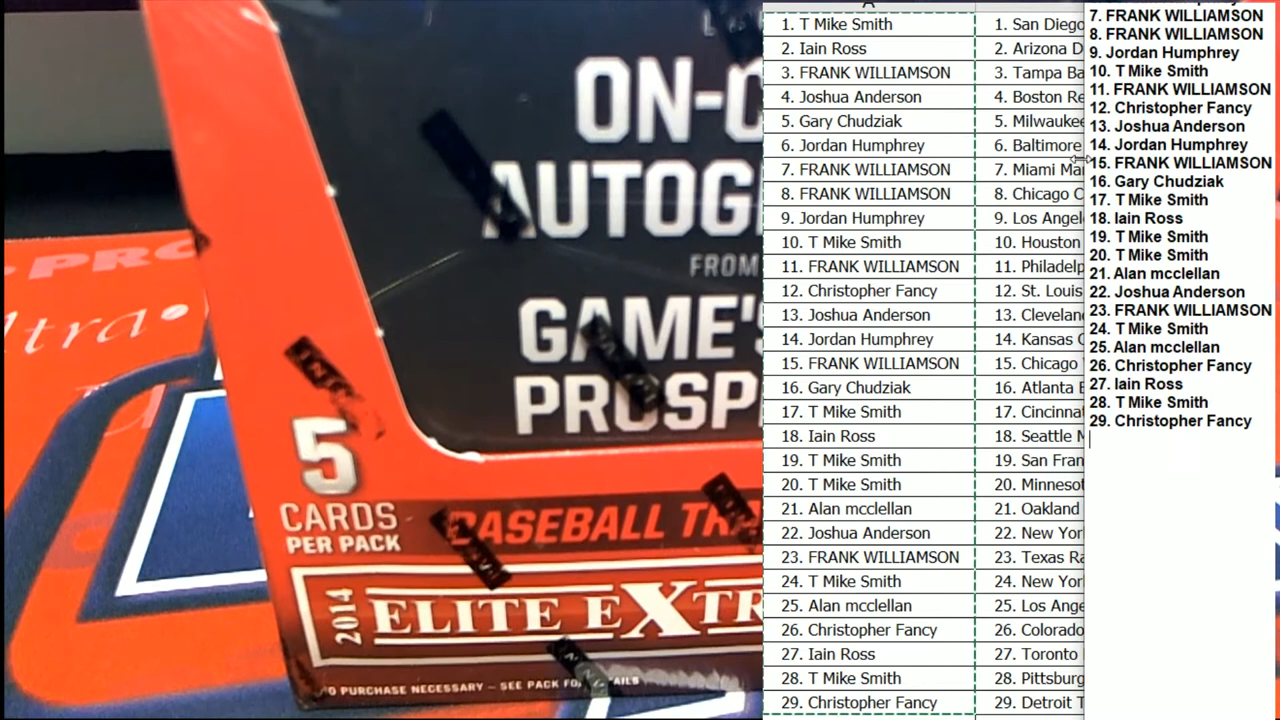 ON-C
AUTOG
FROM
GAME'S
PROSP
5
CARDS
PER PACK
BASEBALL TRA
2014
ELITE EXTR
O PURCHASE NECESSARY – SEE PACK FO AILS
PRO
ltra
A
1. T Mike Smith 1. San Diego
2. Iain Ross 2. Arizona D
3. FRANK WILLIAMSON 3. Tampa Ba
4. Joshua Anderson 4. Boston Re
5. Gary Chudziak 5. Milwaukee
6. Jordan Humphrey 6. Baltimore
7. FRANK WILLIAMSON 7. Miami Mar
8. FRANK WILLIAMSON 8. Chicago C
9. Jordan Humphrey 9. Los Angel
10. T Mike Smith 10. Houston
11. FRANK WILLIAMSON 11. Philadelp
12. Christopher Fancy 12. St. Louis
13. Joshua Anderson 13. Clevelan
14. Jordan Humphrey 14. Kansas C
15. FRANK WILLIAMSON 15. Chicago
16. Gary Chudziak 16. Atlanta B
17. T Mike Smith 17. Cincinnat
18. Iain Ross 18. Seattle M
19. T Mike Smith 19. San Fran
20. T Mike Smith 20. Minnesot
21. Alan mcclellan 21. Oakland
22. Joshua Anderson 22. New York
23. FRANK WILLIAMSON 23. Texas Ra
24. T Mike Smith 24. New York
25. Alan mcclellan 25. Los Ange
26. Christopher Fancy 26. Colorado
27. Iain Ross 27. Toronto
28. T Mike Smith 28. Pittsburg
29. Christopher Fancy 29. Detroit T
7. FRANK WILLIAMSON
8. FRANK WILLIAMSON
9. Jordan Humphrey
10. T Mike Smith
11. FRANK WILLIAMSON
12. Christopher Fancy
13. Joshua Anderson
14. Jordan Humphrey
15. FRANK WILLIAMSON
16. Gary Chudziak
17. T Mike Smith
18. Iain Ross
19. T Mike Smith
20. T Mike Smith
21. Alan mcclellan
22. Joshua Anderson
23. FRANK WILLIAMSON
24. T Mike Smith
25. Alan mcclellan
26. Christopher Fancy
27. Iain Ross
28. T Mike Smith
29. Christopher Fancy